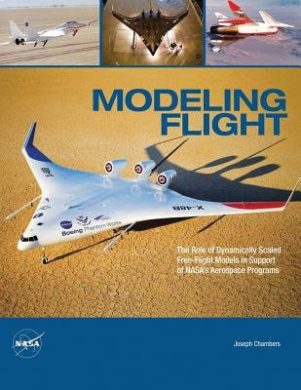 MODELING
FLIGHT
X-48B
Boeing Phantom Works
The Role of Dynamically Scaled
Free-Flight Models in Support
of NASA's Aerospace Programs
NASA
Joseph Chambers